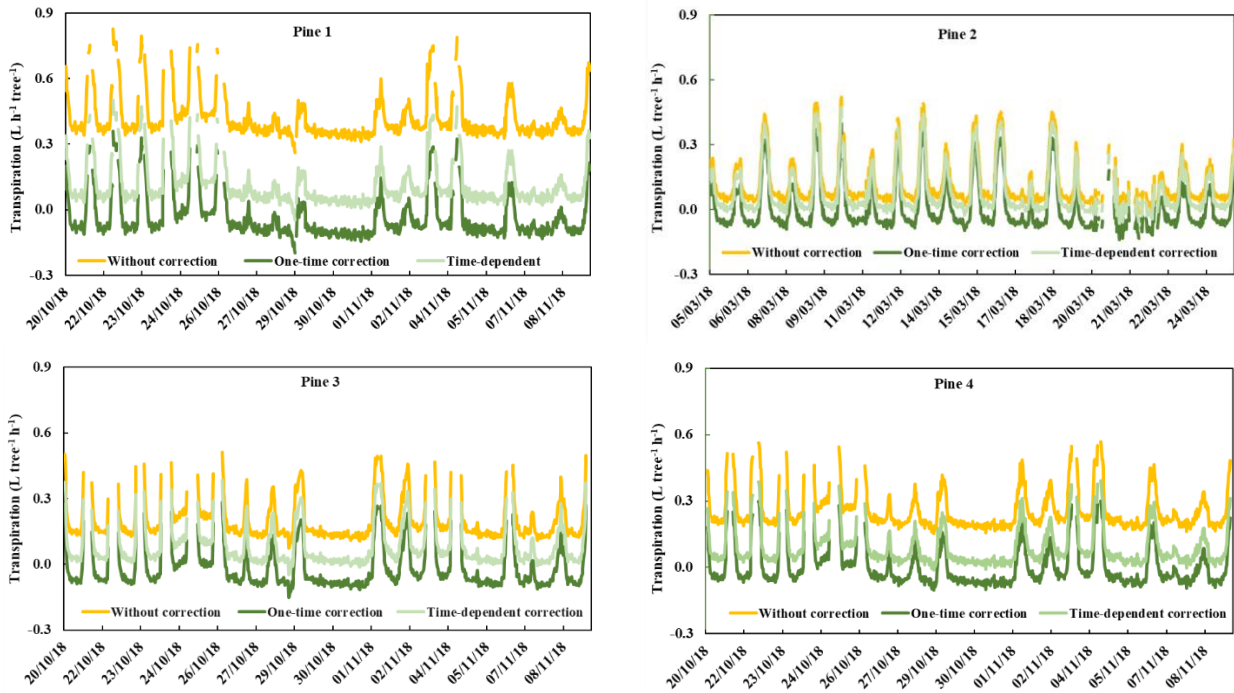 Pine 1
Transpiration (L h⁻¹ tree⁻¹)
0.9
0.6
0.3
0.0
-0.3
Without correction One-time correction Time-dependent
20/10/18 22/10/18 23/10/18 24/10/18 26/10/18 27/10/18 29/10/18 30/10/18 01/11/18 02/11/18 04/11/18 05/11/18 07/11/18 08/11/18
Pine 2
Transpiration (L tree⁻¹ h⁻¹)
0.9
0.6
0.3
0.0
-0.3
Without correction One-time correction Time-dependent correction
05/03/18 06/03/18 08/03/18 09/03/18 11/03/18 12/03/18 14/03/18 15/03/18 17/03/18 18/03/18 20/03/18 21/03/18 22/03/18 24/03/18
Pine 3
Transpiration (L tree⁻¹ h⁻¹)
0.9
0.6
0.3
0.0
-0.3
Without correction One-time correction Time-dependent correction
20/10/18 22/10/18 23/10/18 24/10/18 26/10/18 27/10/18 29/10/18 30/10/18 01/11/18 02/11/18 04/11/18 05/11/18 07/11/18 08/11/18
Pine 4
Transpiration (L tree⁻¹ h⁻¹)
0.9
0.6
0.3
0.0
-0.3
Without correction One-time correction Time-dependent correction
20/10/18 22/10/18 23/10/18 24/10/18 26/10/18 27/10/18 29/10/18 30/10/18 01/11/18 02/11/18 04/11/18 05/11/18 07/11/18 08/11/18